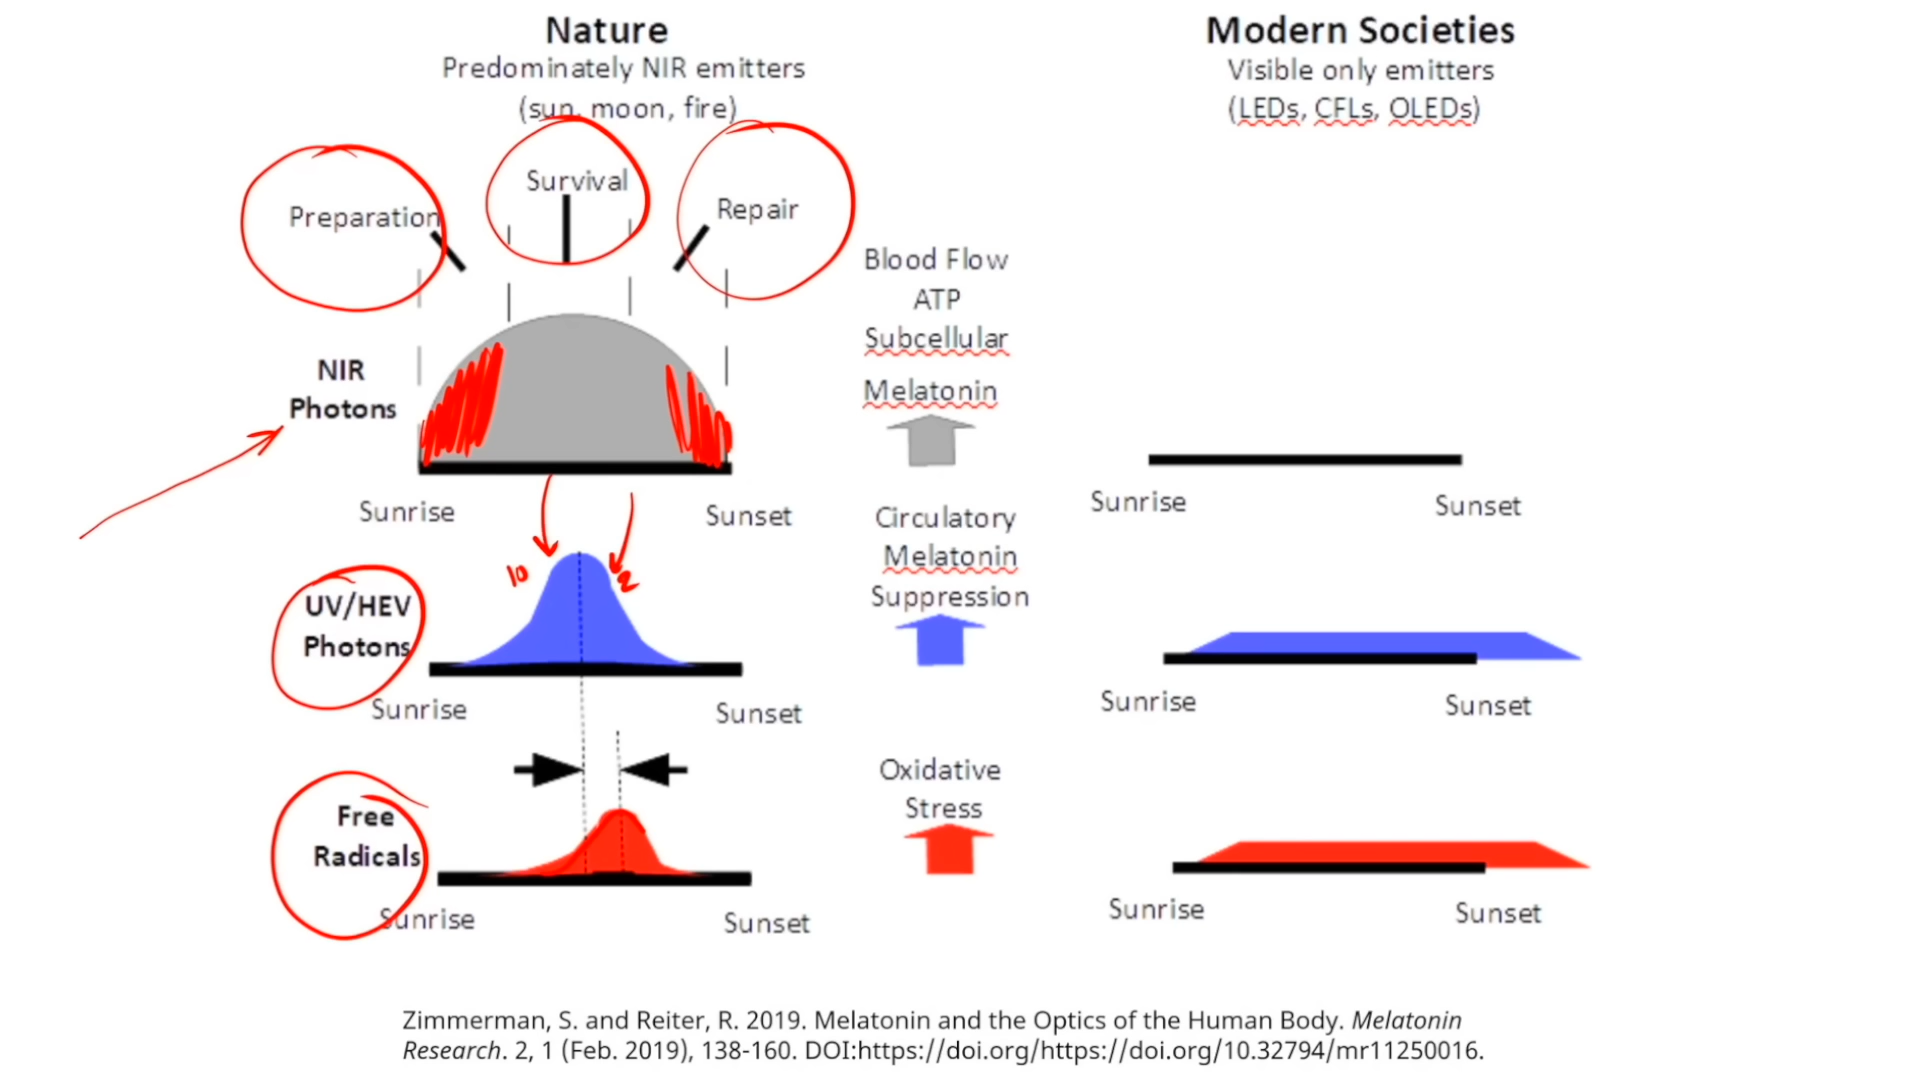 Nature
Predominately NIR emitters
(sun, moon, fire)
Modern Societies
Visible only emitters
(LEDs, CFLs, OLEDs)
Preparation
Survival
Repair
NIR
Photons
Sunrise
Sunset
Blood Flow
ATP
Subcellular
Melatonin
Sunrise
Sunset
10
2
UV/HEV
Photons
Sunrise
Sunset
Circulatory
Melatonin
Suppression
Sunrise
Sunset
Free
Radicals
Sunrise
Sunset
Oxidative
Stress
Sunrise
Sunset
Zimmerman, S. and Reiter, R. 2019. Melatonin and the Optics of the Human Body. Melatonin
Research. 2, 1 (Feb. 2019), 138-160. DOI:https://doi.org/https://doi.org/10.32794/mr11250016.